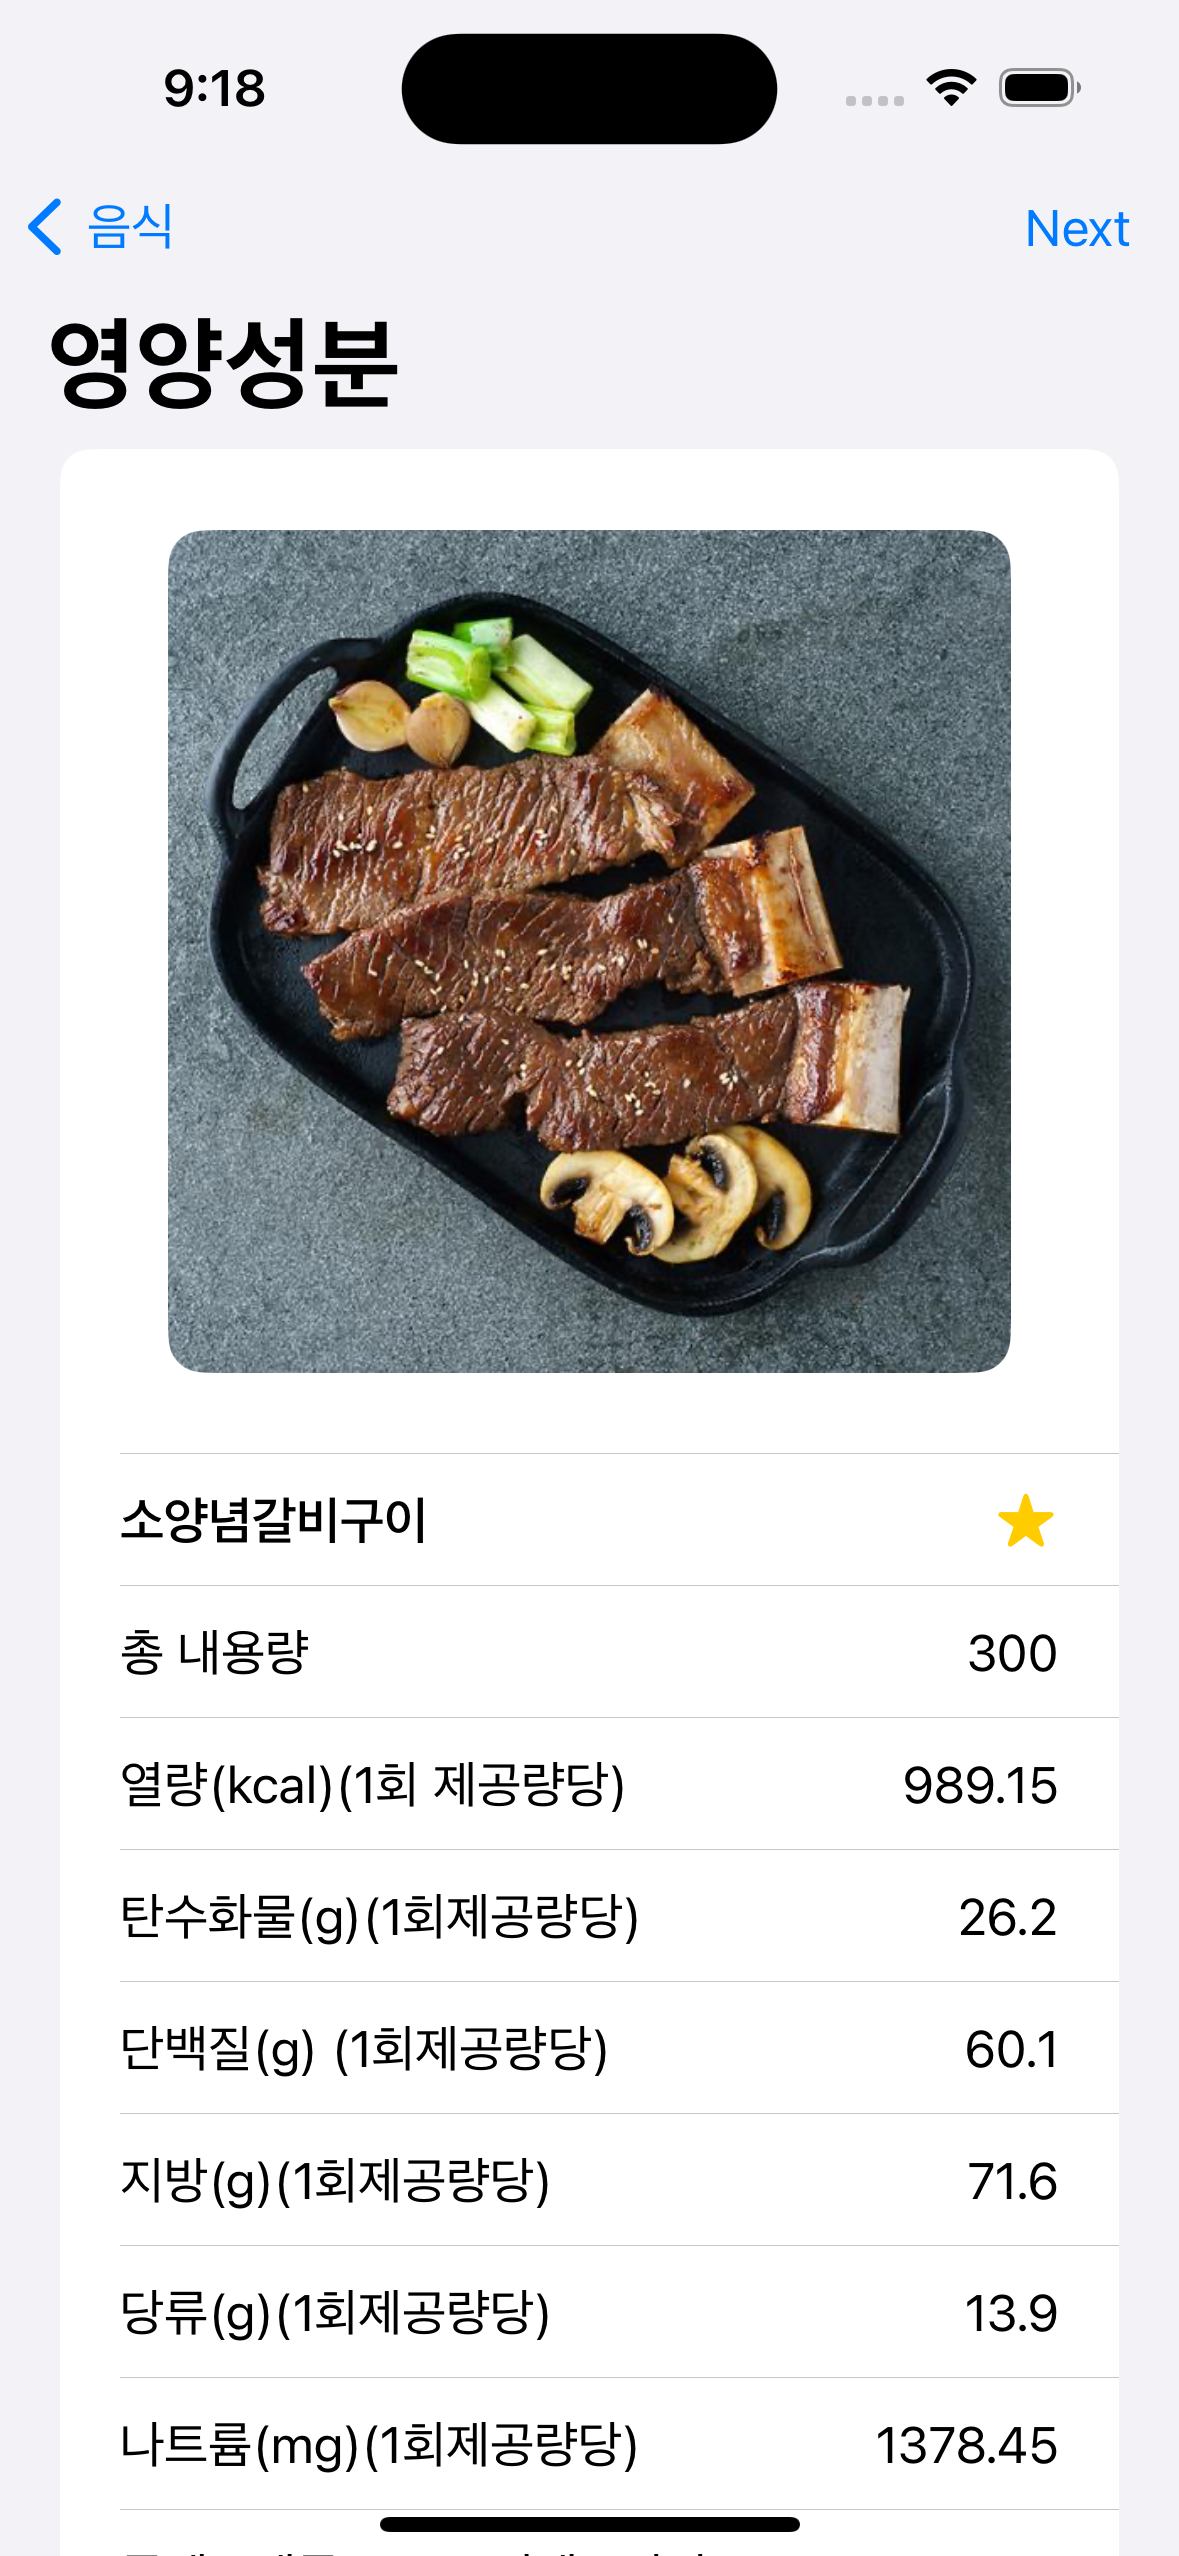 9:18
음식
Next
영양성분
소양념갈비구이
총 내용량 300
열량(kcal)(1회 제공량당) 989.15
탄수화물(g)(1회제공량당) 26.2
단백질(g) (1회제공량당) 60.1
지방(g)(1회제공량당) 71.6
당류(g)(1회제공량당) 13.9
나트륨(mg)(1회제공량당) 1378.45